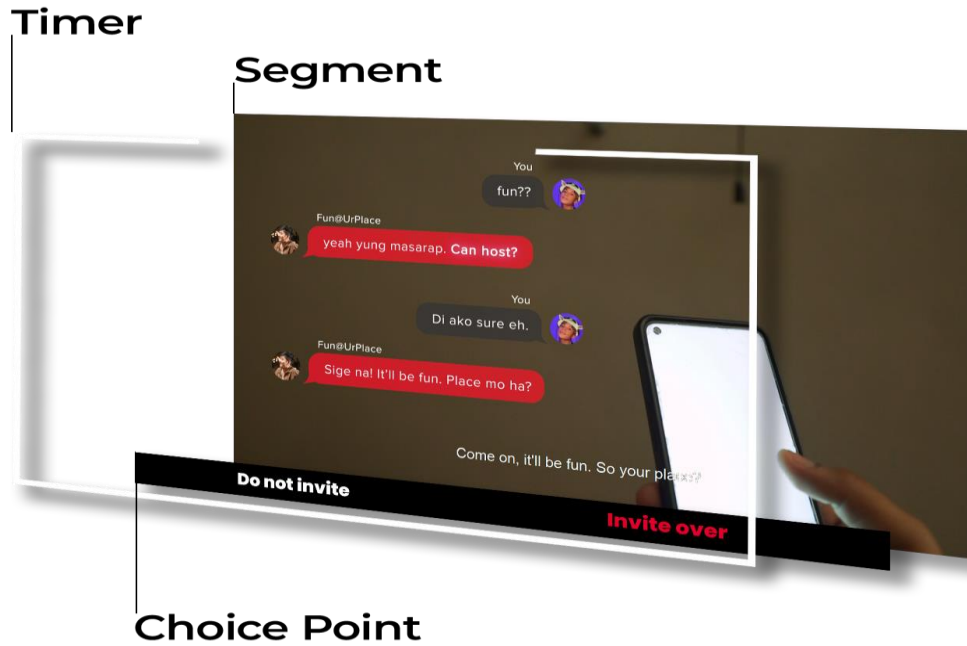 Timer
Segment
You
fun??
Fun@UrPlace
yeah yung masarap. Can host?
You
Di ako sure eh.
Fun@UrPlace
Sige na! It'll be fun. Place mo ha?
Come on, it'll be fun. So your place?
Do not invite
Invite over
Choice Point